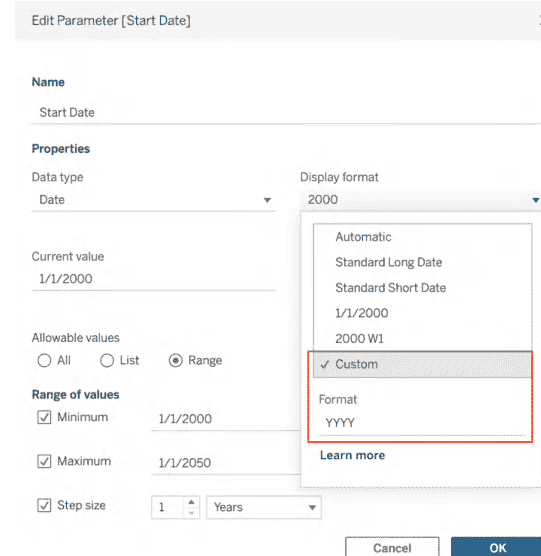 Edit Parameter [Start Date]
Name
Start Date
Properties
Data type
Display format
Date
2000
Automatic
Standard Long Date
Standard Short Date
1/1/2000
2000 W1
Custom
Format
YYYY
Learn more
Current value
1/1/2000
Allowable values
All List Range
Range of values
Minimum 1/1/2000
Maximum 1/1/2050
Step size 1 Years
Cancel OK